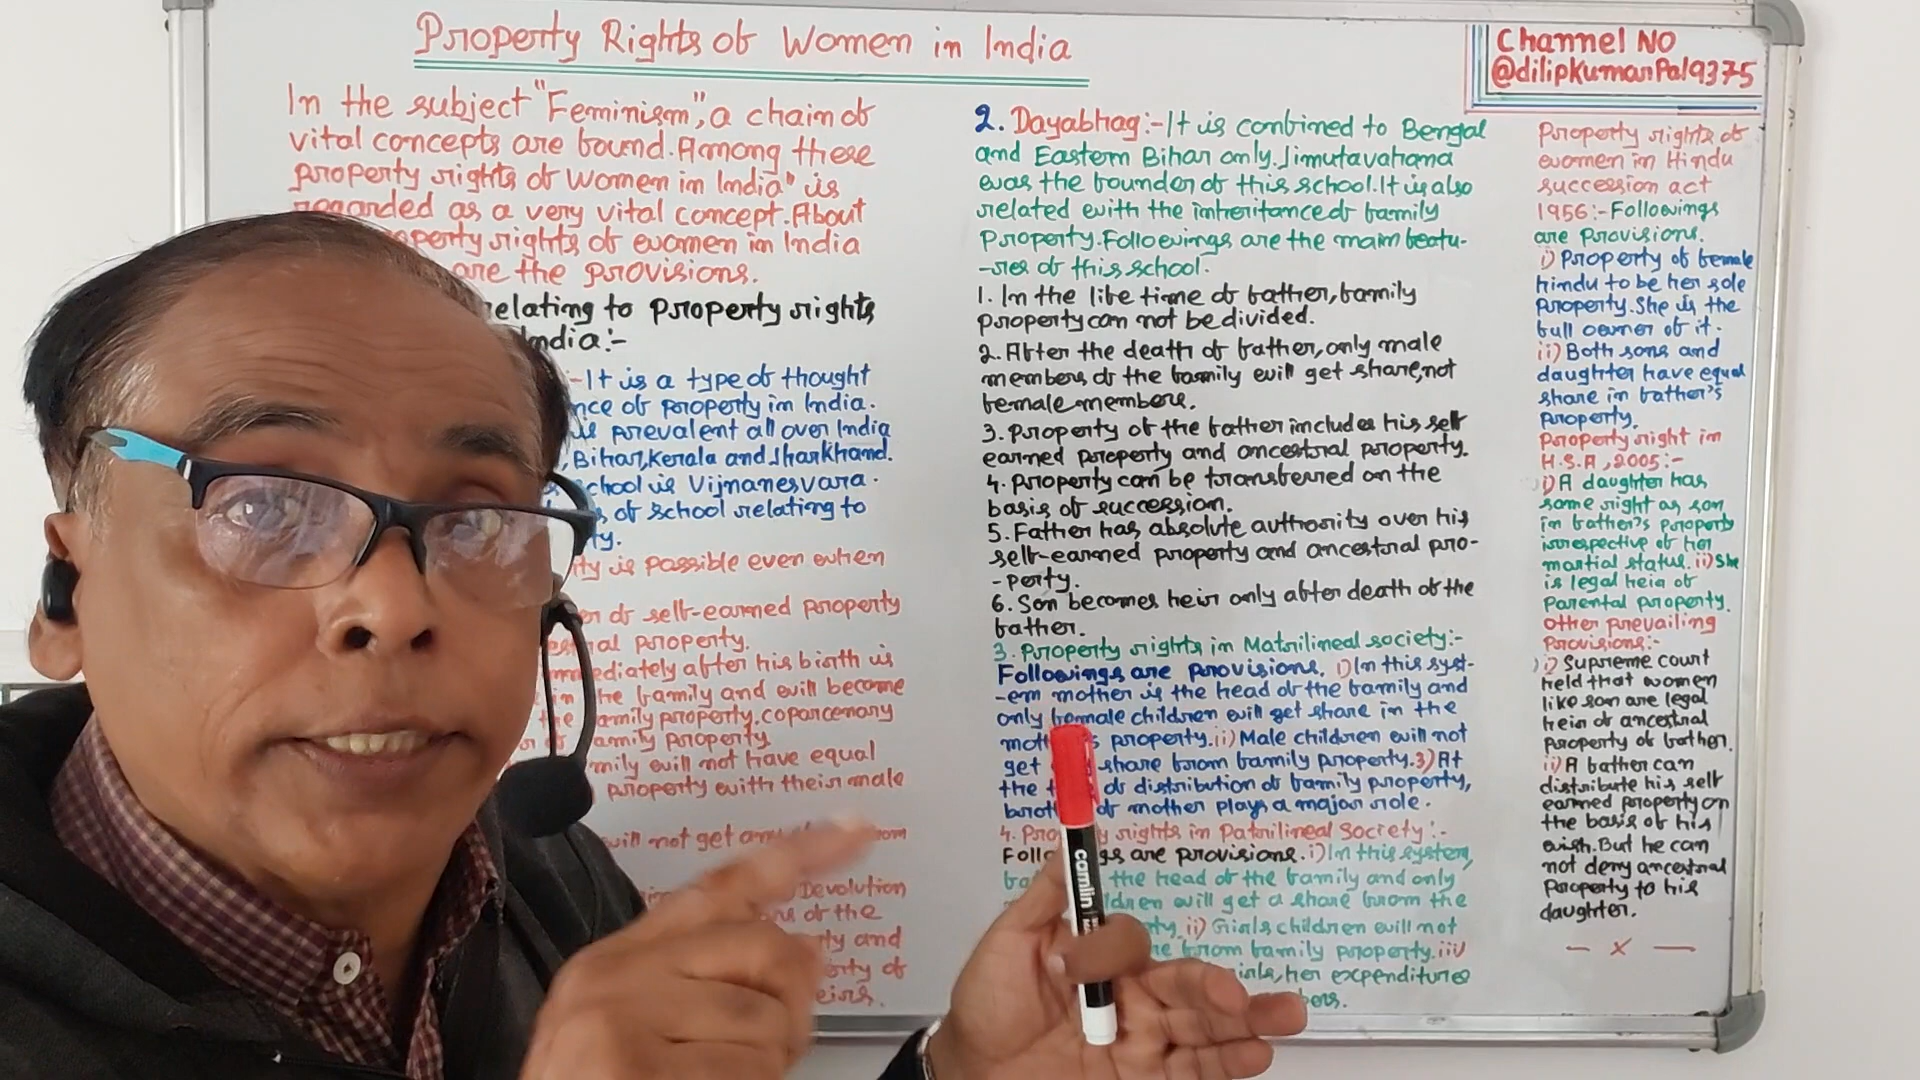 Property Rights of Women in India
Channel NO
@dilipkumarPal9375
In the subject "Feminism", a chain of
vital concepts are bound. Among these
property rights of Women in India" is
regarded as a very vital concept. About
property rights of women in India
are the provisions.
relating to property rights
India:-
:-It is a type of thought
of property in India.
is prevalent all over India
, Bihar, Kerala and Jharkhand.
school is Vijnanesvara.
of school relating to
is possible even when
of self-earned property
property.
immediately after his birth is
in the family and will become
the family property. coparcenary
family property.
family will not have equal
property with their male
will not get any from
Devolution
of the
and
of
heirs.
2. Dayabhag:-It is confined to Bengal
and Eastern Bihar only. Jimutavahana
was the founder of this school. It is also
related with the inheritance of family
Property. Followings are the main featu-
-res of this school.
1. In the life time of father, family
property can not be divided.
2. After the death of father, only male
members of the family will get share, not
female members.
3. Property of the father includes his self
earned property and ancestral property.
4. Property can be transferred on the
basis of succession.
5. Father has absolute authority over his
self-earned property and ancestral pro-
-perty.
6. Son becomes heir only after death of the
father.
3. Property rights in Matrilineal society:-
Followings are provisions. i) In this syst-
-em mother is the head of the family and
only female children will get share in the
property. ii) Male children will not
get share from family property. 3) At
the of distribution of family property,
of mother plays a major role.
4. rights in Patrilineal Society:-
are provisions. i) In this system,
the head of the family and only
will get a share from the
ii) Girls children will not
from family property. iii)
her expenditures
Property rights of
women in Hindu
succession act
1956:-Followings
are provisions.
i) Property of female
hindu to be her sole
Property. She is the
full owner of it.
ii) Both sons and
daughter have equal
share in father's
Property.
Property right in
H.S.A, 2005:-
i) A daughter has
same right as son
in father's property
irrespective of her
martial status. ii) She
is legal heir of
Parental property.
other prevailing
Provisions:-
i) Supreme court
held that women
like son are legal
heir of ancestral
Property of father.
ii) A father can
distribute his self
earned property on
the basis of his
wish. But he can
not deny ancestral
Property to his
daughter.
— x —
camlin